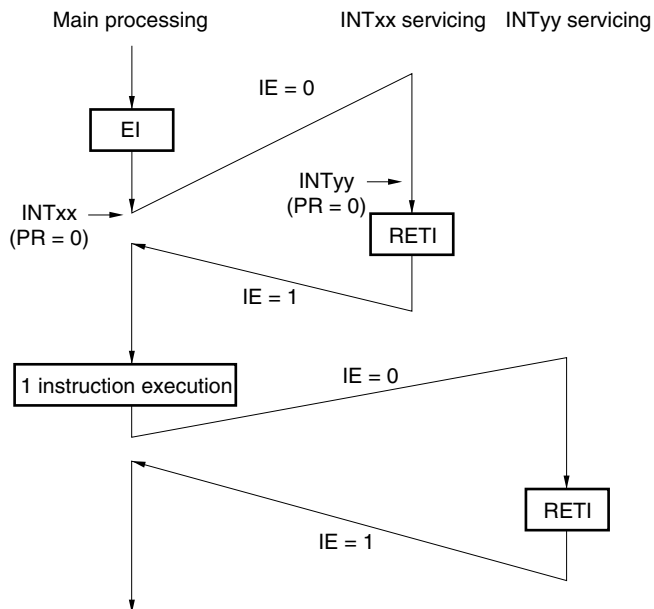 Main processing
INTxx servicing
INTyy servicing
IE = 0
EI
INTyy
(PR = 0)
INTxx
(PR = 0)
RETI
IE = 1
1 instruction execution
IE = 0
RETI
IE = 1